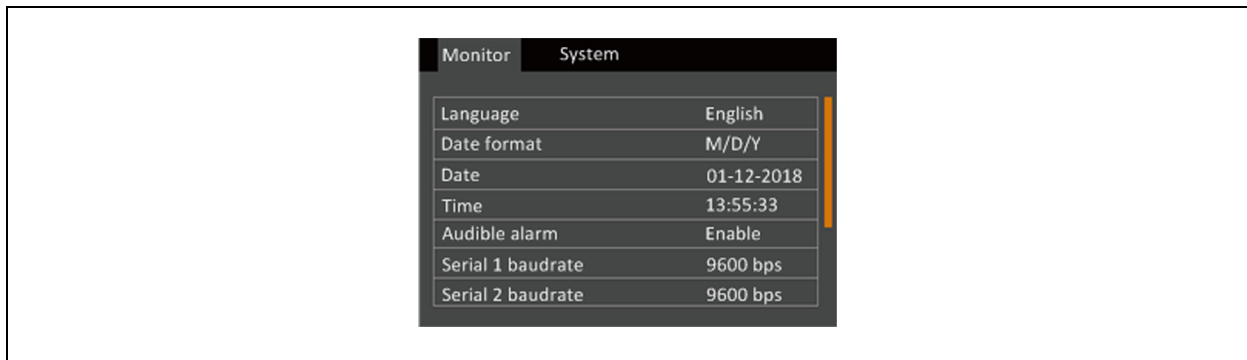 Monitor System
Language English
Date format M/D/Y
Date 01-12-2018
Time 13:55:33
Audible alarm Enable
Serial 1 baudrate 9600 bps
Serial 2 baudrate 9600 bps